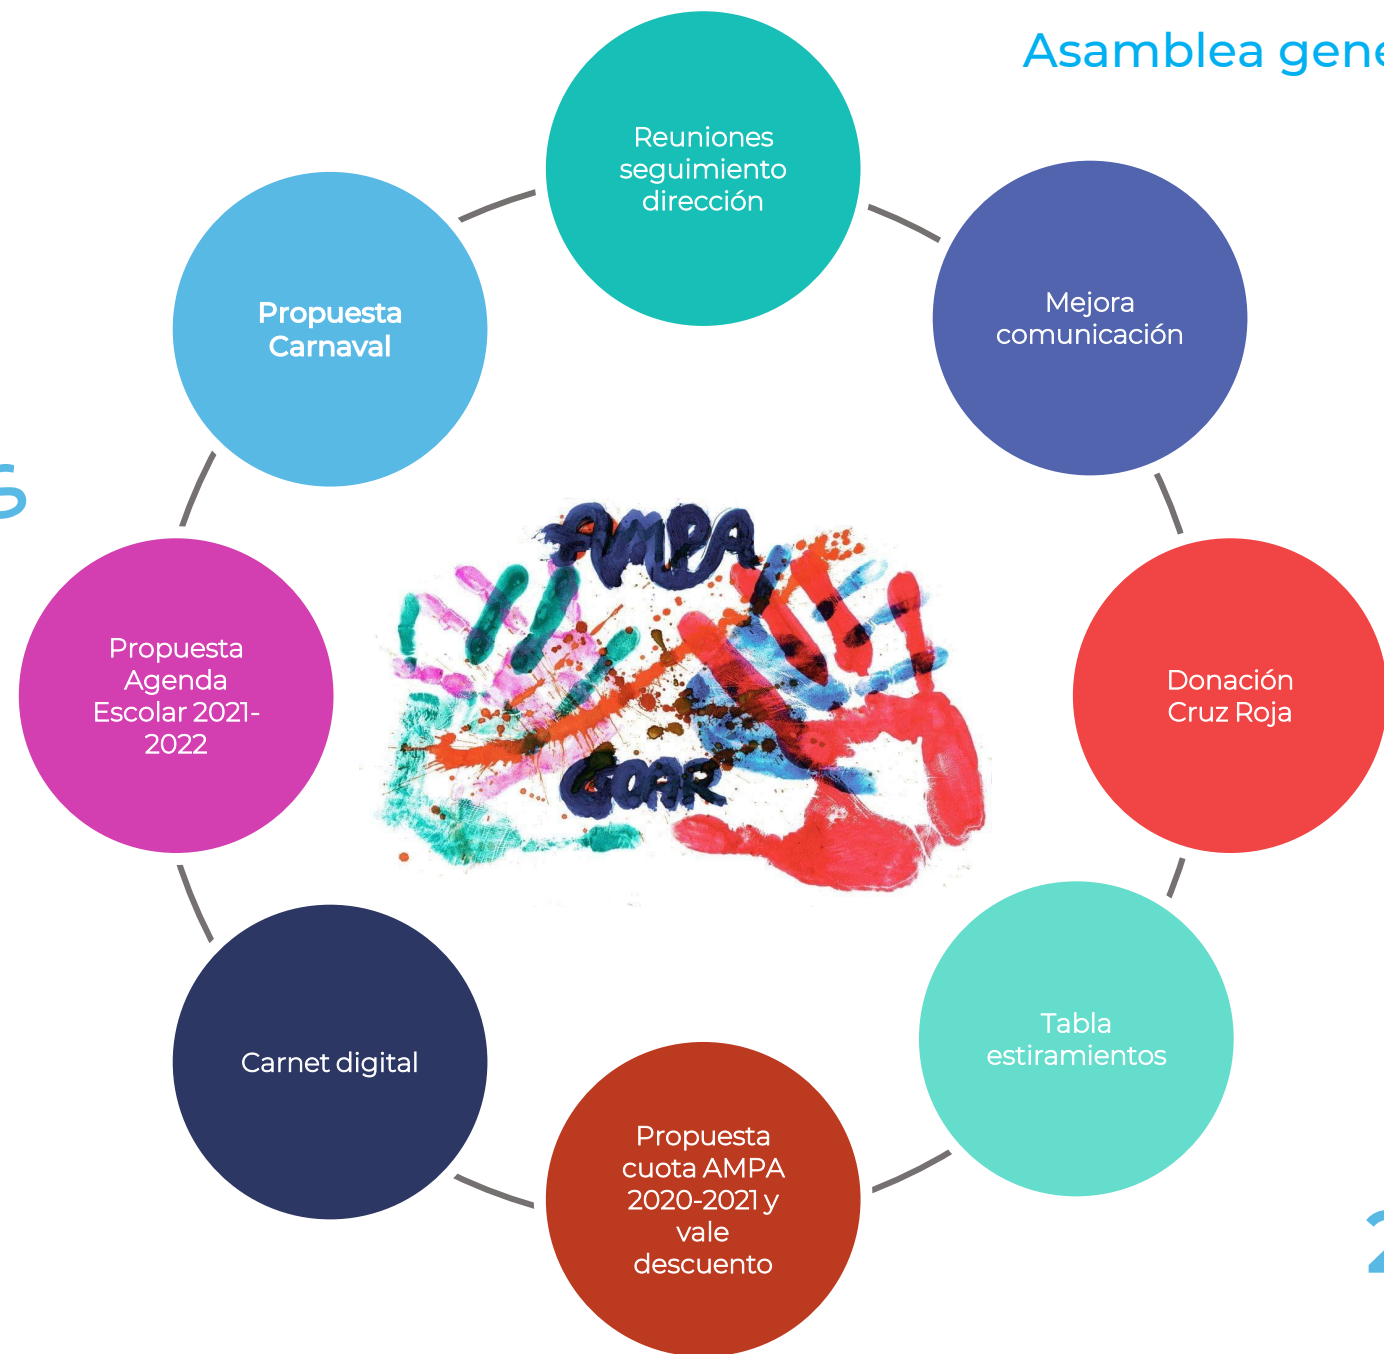 Asamblea gene
Reuniones
seguimiento
dirección
Mejora
comunicación
Donación
Cruz Roja
Tabla
estiramientos
Propuesta
cuota AMPA
2020-2021 y
vale
descuento
Carnet digital
Propuesta
Agenda
Escolar 2021-
2022
Propuesta
Carnaval
s
AMPA
GOAR